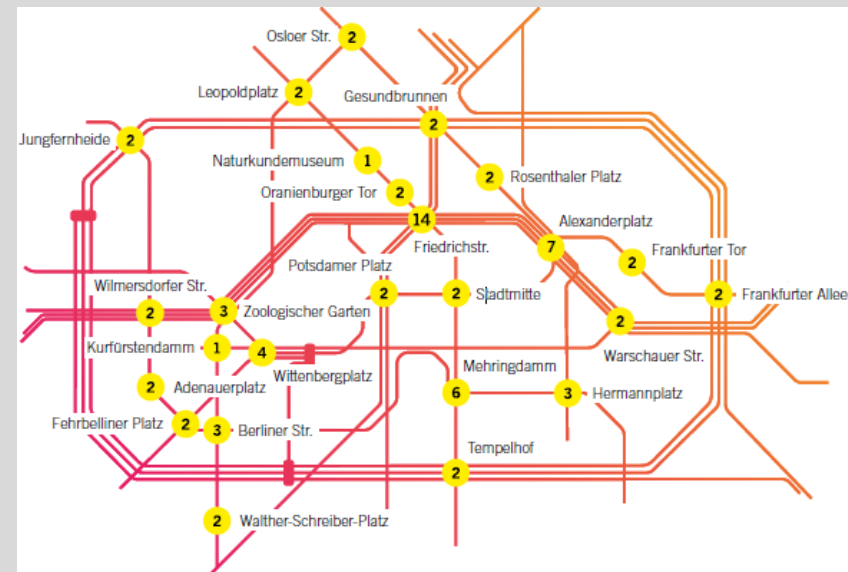 Osloer Str. 2
Leopoldplatz 2
Gesundbrunnen 2
Jungfernheide 2
Naturkundemuseum 1
Rosenthaler Platz 2
Oranienburger Tor 2
14 Friedrichstr.
Alexanderplatz 7
Frankfurter Tor 2
Potsdamer Platz 2
Stadtmitte 2
Frankfurter Allee 2
Wilmersdorfer Str. 2
Zoologischer Garten 3
Warschauer Str. 2
Kurfürstendamm 1
Wittenbergplatz 4
Adenauerplatz 2
Mehringdamm 6
Hermannplatz 3
Fehrbelliner Platz 2
Berliner Str. 3
Tempelhof 2
Walther-Schreiber-Platz 2